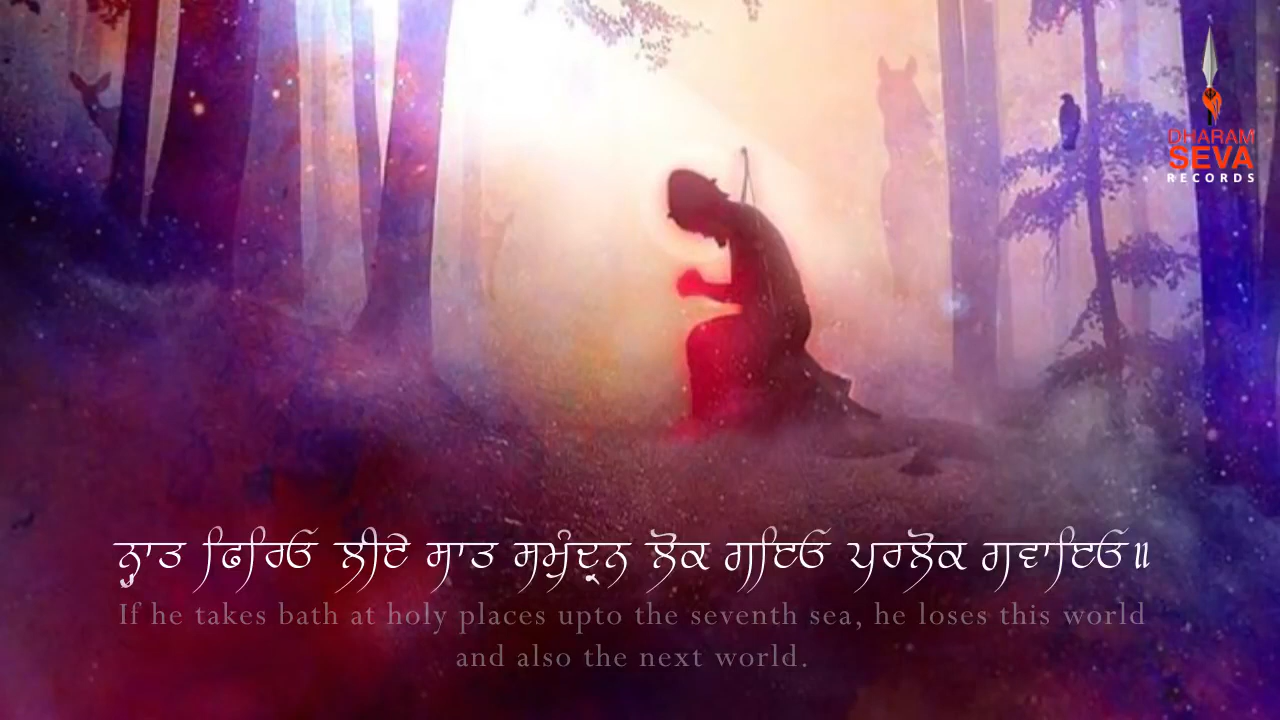 DHARAM
SEVA
RECORDS
ਨ੍ਹਾਤ ਫਿਰਿਓ ਲੀਏ ਸਾਤ ਸਮੁੰਦ੍ਰਨ ਲੋਕ ਗਇਓ ਪਰਲੋਕ ਗਵਾਇਓ॥
If he takes bath at holy places upto the seventh sea, he loses this world
and also the next world.